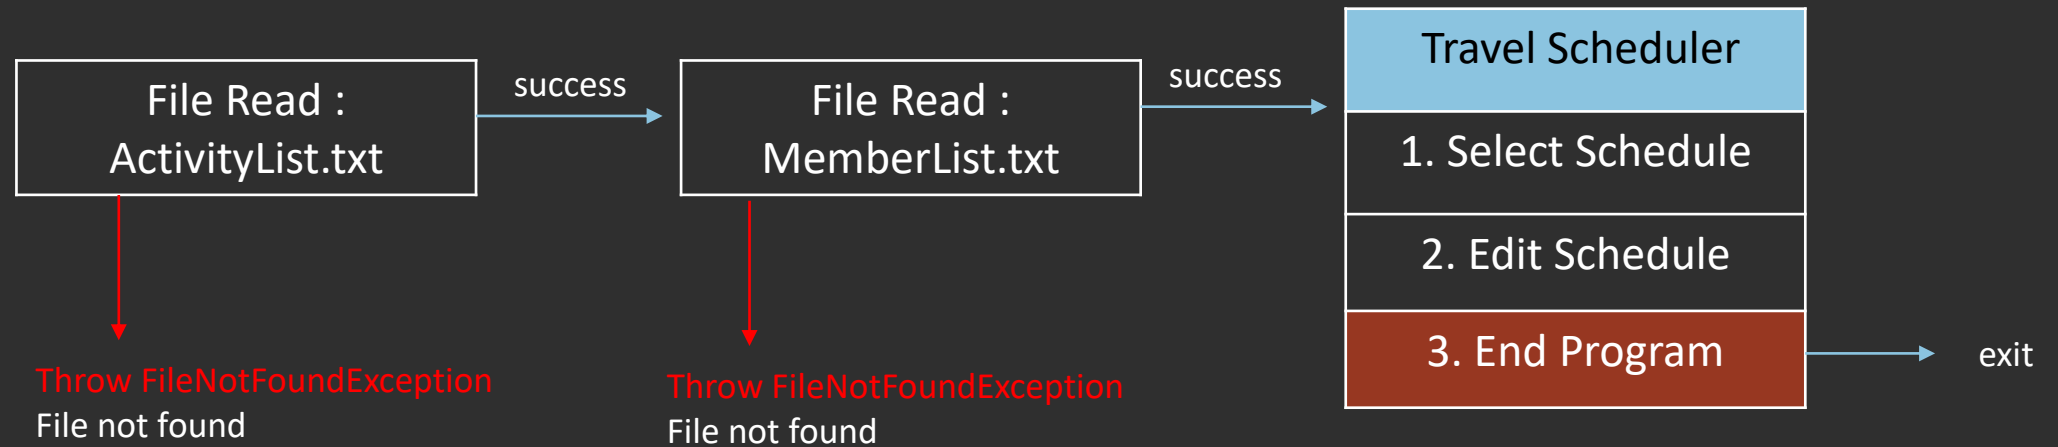 File Read :
ActivityList.txt
success
File Read :
MemberList.txt
success
Travel Scheduler
1. Select Schedule
2. Edit Schedule
3. End Program
exit
Throw FileNotFoundException
File not found
Throw FileNotFoundException
File not found